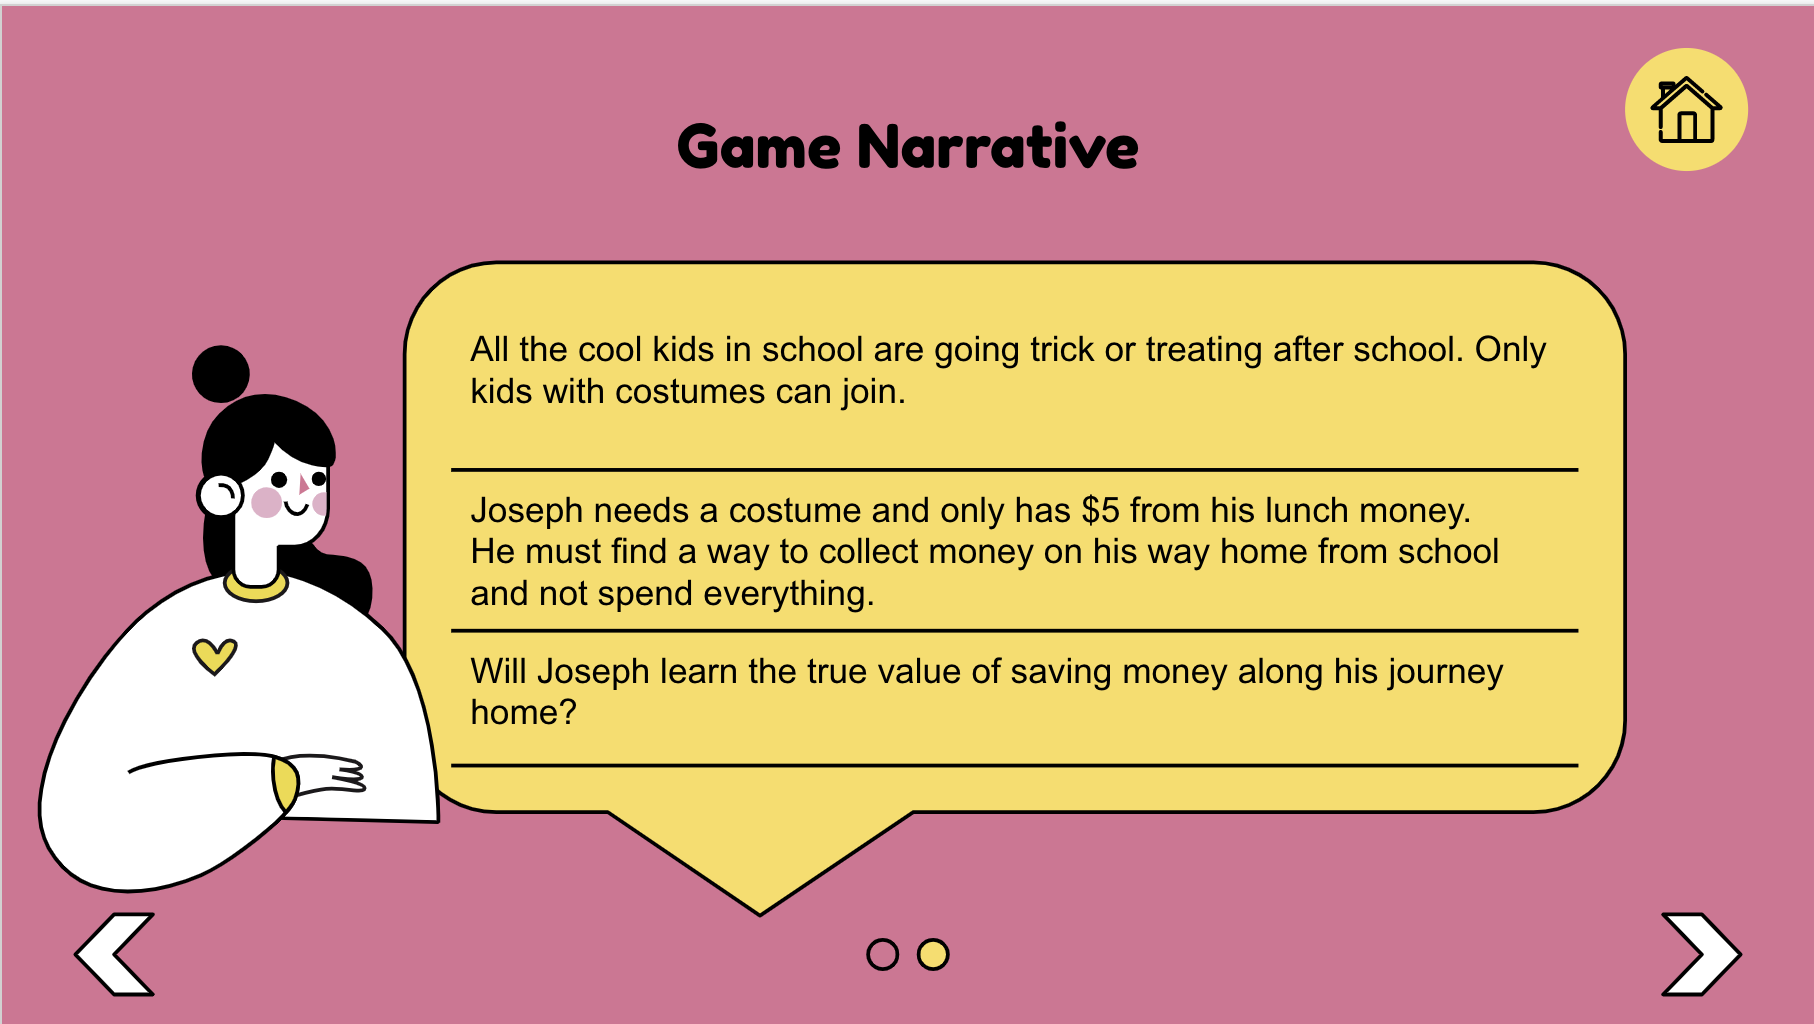 Game Narrative
All the cool kids in school are going trick or treating after school. Only
kids with costumes can join.
Joseph needs a costume and only has $5 from his lunch money.
He must find a way to collect money on his way home from school
and not spend everything.
Will Joseph learn the true value of saving money along his journey
home?